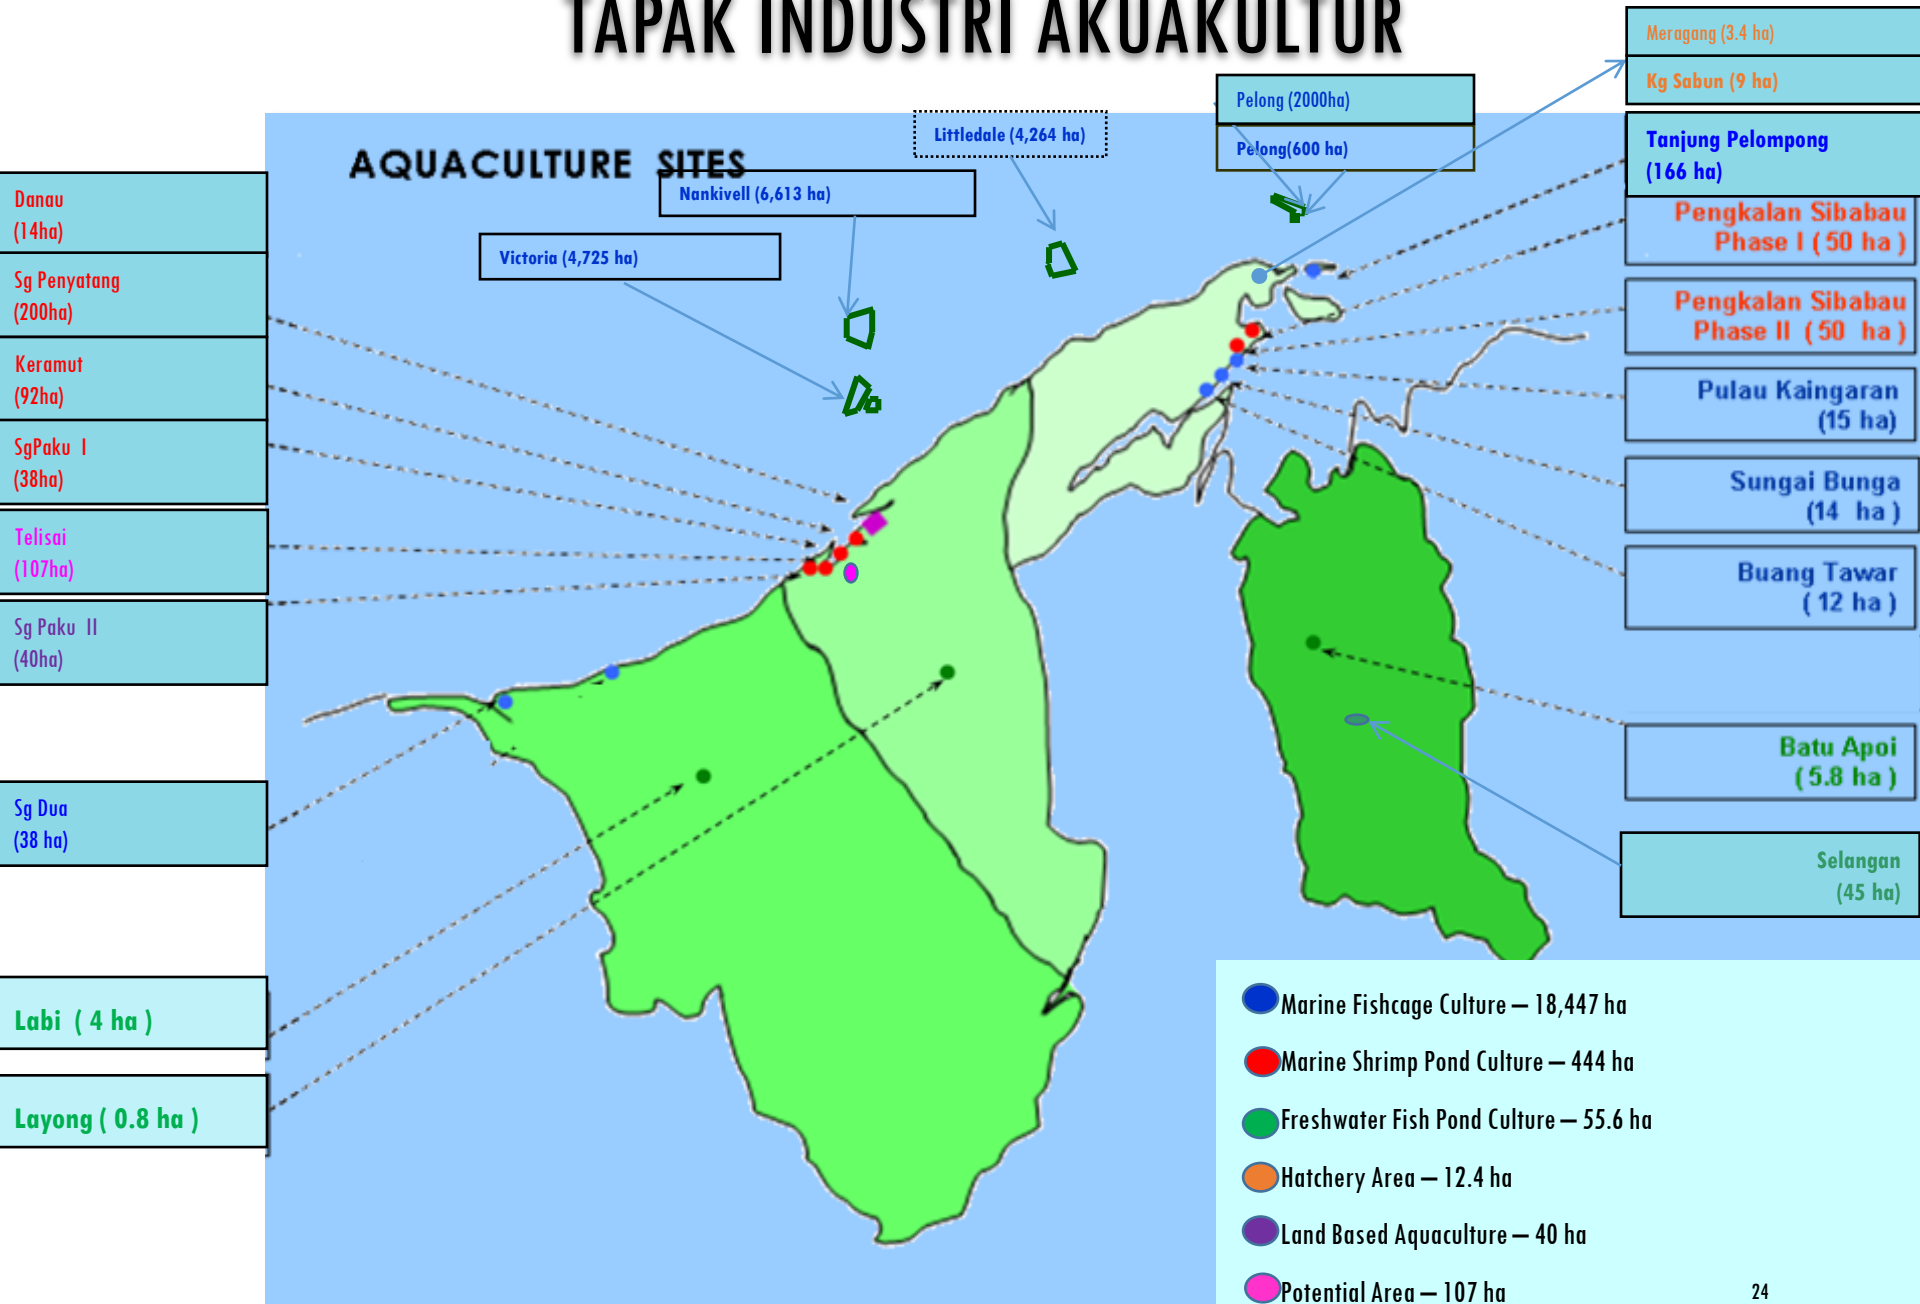 TAPAK INDUSTRI AKUAKULTUR
AQUACULTURE SITES
Danau
(14ha)
Sg Penyatang
(200ha)
Keramut
(92ha)
SgPaku I
(38ha)
Telisai
(107ha)
Sg Paku II
(40ha)
Sg Dua
(38 ha)
Labi ( 4 ha )
Layong ( 0.8 ha )
Victoria (4,725 ha)
Nankivell (6,613 ha)
Littledale (4,264 ha)
Pelong (2000ha)
Pelong(600 ha)
Meragang (3.4 ha)
Kg Sabun (9 ha)
Tanjung Pelompong
(166 ha)
Pengkalan Sibabau
Phase I ( 50 ha )
Pengkalan Sibabau
Phase II ( 50 ha )
Pulau Kaingaran
(15 ha)
Sungai Bunga
(14 ha )
Buang Tawar
( 12 ha )
Batu Apoi
( 5.8 ha )
Selangan
(45 ha)
Marine Fishcage Culture – 18,447 ha
Marine Shrimp Pond Culture – 444 ha
Freshwater Fish Pond Culture – 55.6 ha
Hatchery Area – 12.4 ha
Land Based Aquaculture – 40 ha
Potential Area – 107 ha
24